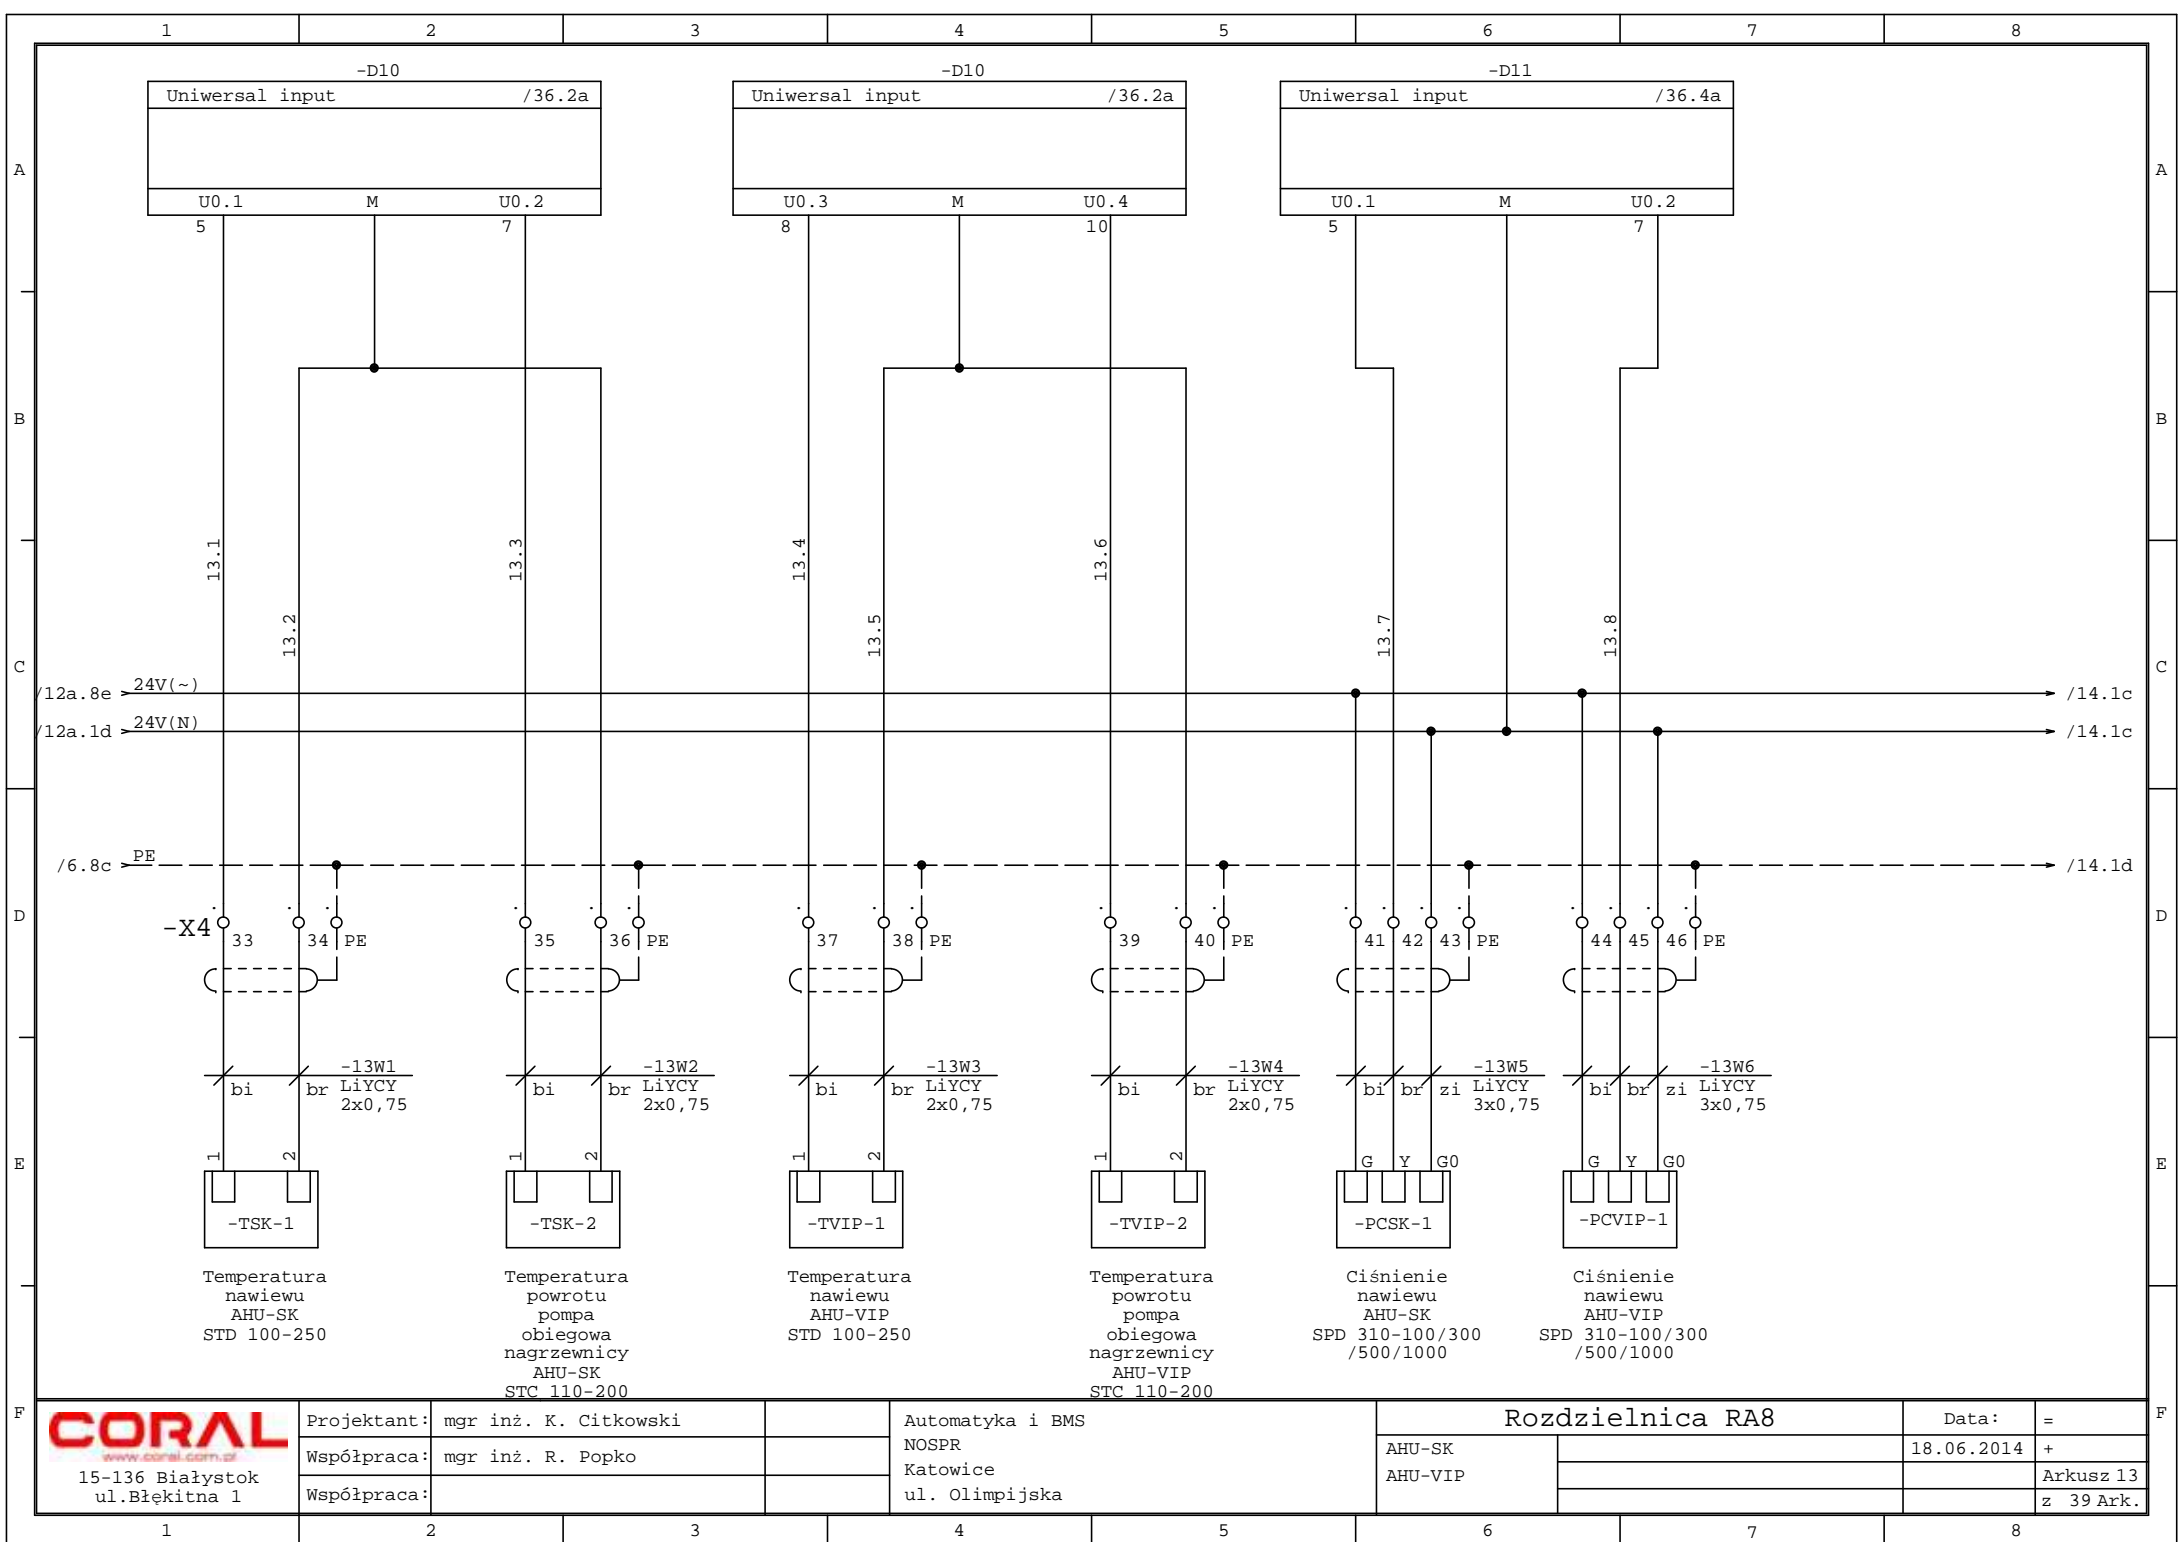 1 2 3 4 5 6 7 8
-D10 -D10 -D11
Uniwersal input /36.2a Uniwersal input /36.2a Uniwersal input /36.4a
A A
U0.1 M U0.2 U0.3 M U0.4 U0.1 M U0.2
5 7 8 10 5 7
B B
13.1 13.3 13.4 13.6
13.2 13.5 13.7 13.8
C C
/12a.8e 24V(~) /14.1c
/12a.1d 24V(N) /14.1c
/6.8c PE /14.1d
D D
-X4
33 34 PE 35 36 PE 37 38 PE 39 40 PE 41 42 43 PE 44 45 46 PE
-13W1 -13W2 -13W3 -13W4 -13W5 -13W6
bi br LiYCY bi br LiYCY bi br LiYCY bi br LiYCY bi br zi LiYCY bi br zi LiYCY
2x0,75 2x0,75 2x0,75 2x0,75 3x0,75 3x0,75
E E
1 2 1 2 1 2 1 2 G Y G0 G Y G0
-TSK-1 -TSK-2 -TVIP-1 -TVIP-2 -PCSK-1 -PCVIP-1
Temperatura
nawiewu
AHU-SK
STD 100-250
Temperatura
powrotu
pompa
obiegowa
nagrzewnicy
AHU-SK
STC 110-200
Temperatura
nawiewu
AHU-VIP
STD 100-250
Temperatura
powrotu
pompa
obiegowa
nagrzewnicy
AHU-VIP
STC 110-200
Ciśnienie
nawiewu
AHU-SK
SPD 310-100/300
/500/1000
Ciśnienie
nawiewu
AHU-VIP
SPD 310-100/300
/500/1000
F F
CORAL
www.coral.com.pl
15-136 Białystok
ul.Błękitna 1
Projektant: mgr inż. K. Citkowski
Współpraca: mgr inż. R. Popko
Współpraca:
Automatyka i BMS
NOSPR
Katowice
ul. Olimpijska
Rozdzielnica RA8
AHU-SK
AHU-VIP
Data:
18.06.2014
=
+
Arkusz 13
z 39 Ark.
1 2 3 4 5 6 7 8